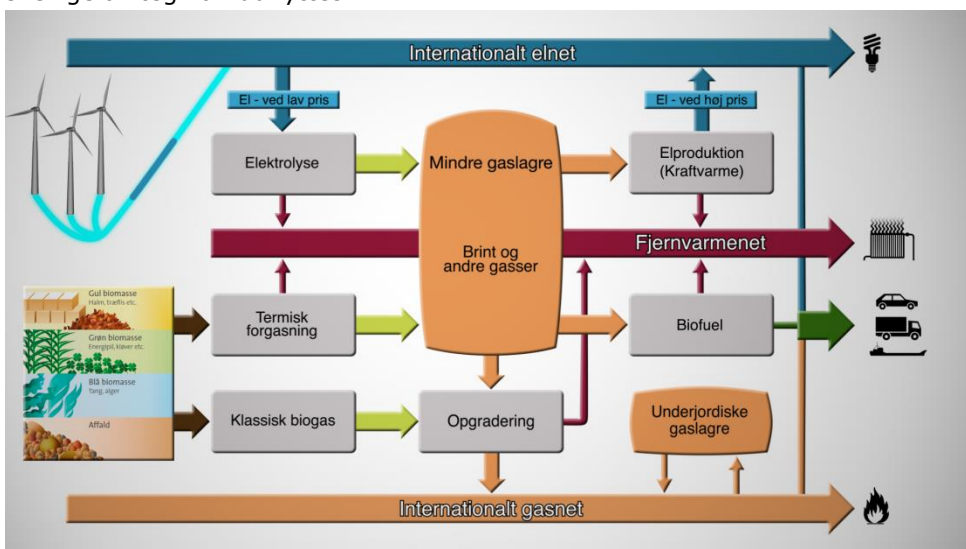 Internationalt elnet
El - ved lav pris
El - ved høj pris
Elektrolyse
Mindre gaslagre
Elproduktion
(Kraftvarme)
Fjernvarmenet
Brint og
andre gasser
Gul biomasse
Halm, træflis etc.
Grøn biomasse
Energipil, kløver etc.
Blå biomasse
Tang, alger
Affald
Termisk
forgasning
Biofuel
Klassisk biogas
Opgradering
Underjordiske
gaslagre
Internationalt gasnet